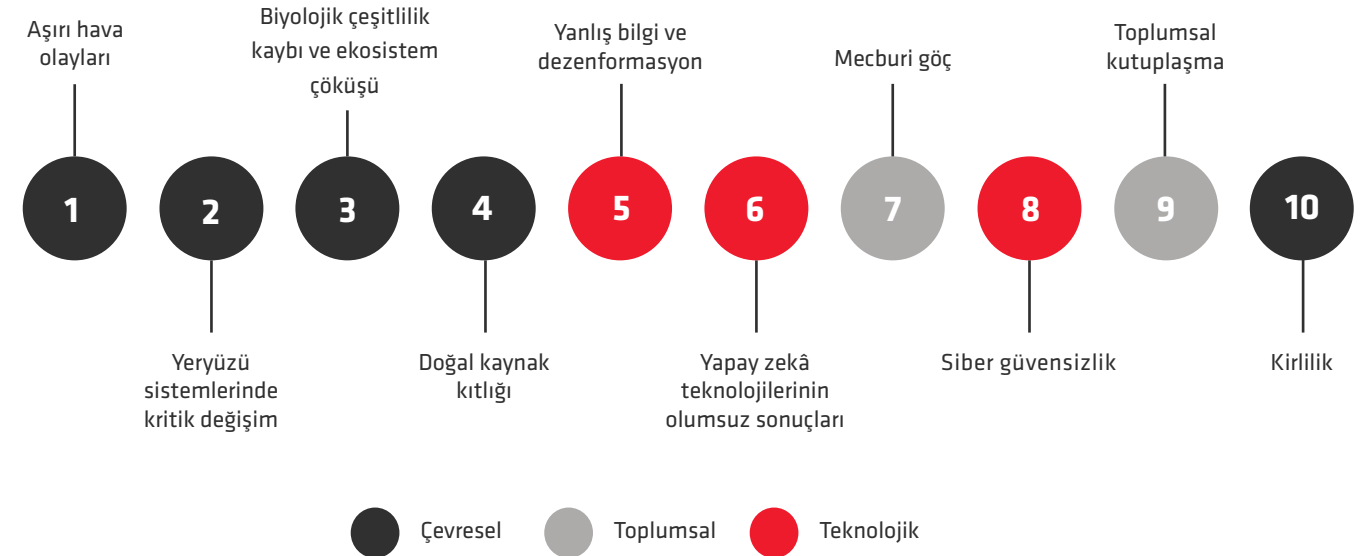 Aşırı hava
olayları
Biyolojik çeşitlilik
kaybı ve ekosistem
çöküşü
Yanlış bilgi ve
dezenformasyon
Mecburi göç
Toplumsal
kutuplaşma
1
2
3
4
5
6
7
8
9
10
Yeryüzü
sistemlerinde
kritik değişim
Doğal kaynak
kıtlığı
Yapay zekâ
teknolojilerinin
olumsuz sonuçları
Siber güvensizlik
Kirlilik
Çevresel
Toplumsal
Teknolojik